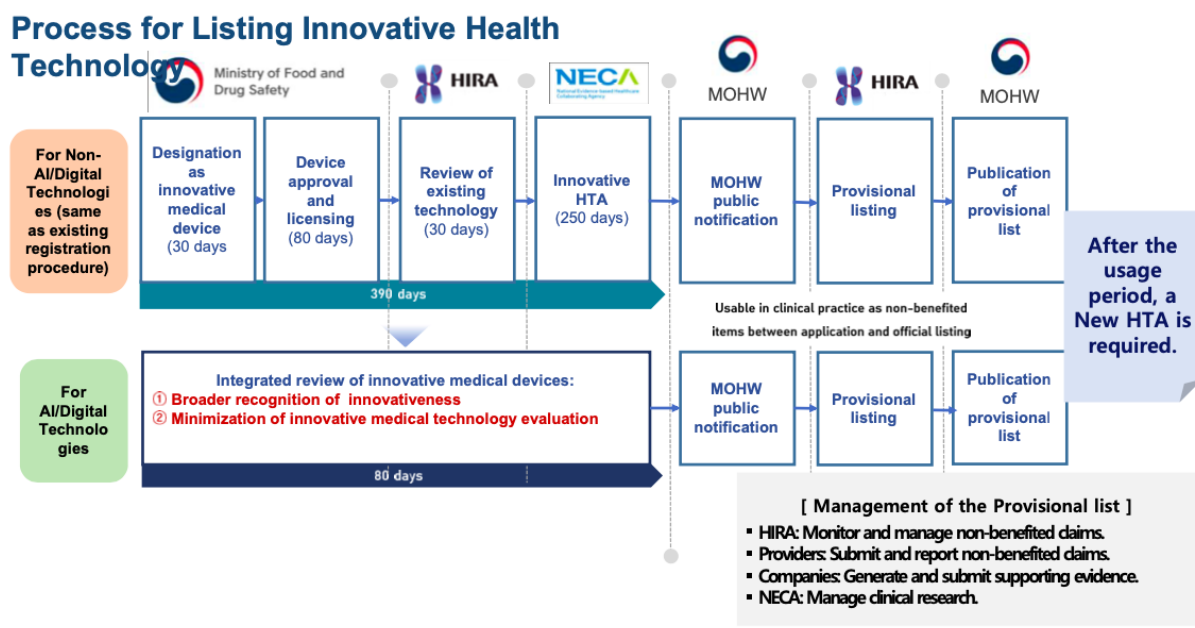 Process for Listing Innovative Health
Technology
Ministry of Food and
Drug Safety
HIRA
NECA
National Evidence-based Healthcare
Collaborating Agency
MOHW
HIRA
MOHW
For Non-
AI/Digital
Technologi
es (same
as existing
registration
procedure)
Designation
as
innovative
medical
device
(30 days
Device
approval
and
licensing
(80 days)
Review of
existing
technology
(30 days)
Innovative
HTA
(250 days)
MOHW
public
notification
Provisional
listing
Publication
of
provisional
list
390 days
After the
usage
period, a
New HTA is
required.
Usable in clinical practice as non-benefited
items between application and official listing
For
AI/Digital
Technolo
gies
Integrated review of innovative medical devices:
① Broader recognition of innovativeness
② Minimization of innovative medical technology evaluation
MOHW
public
notification
Provisional
listing
Publication
of
provisional
list
80 days
[ Management of the Provisional list ]
▪ HIRA: Monitor and manage non-benefited claims.
▪ Providers: Submit and report non-benefited claims.
▪ Companies: Generate and submit supporting evidence.
▪ NECA: Manage clinical research.